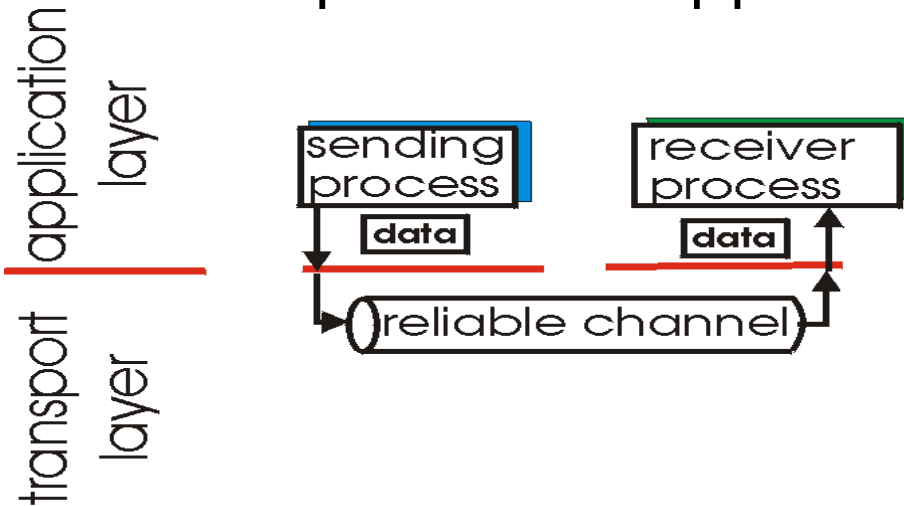 application
layer
sending
process
receiver
process
data
data
reliable channel
transport
layer